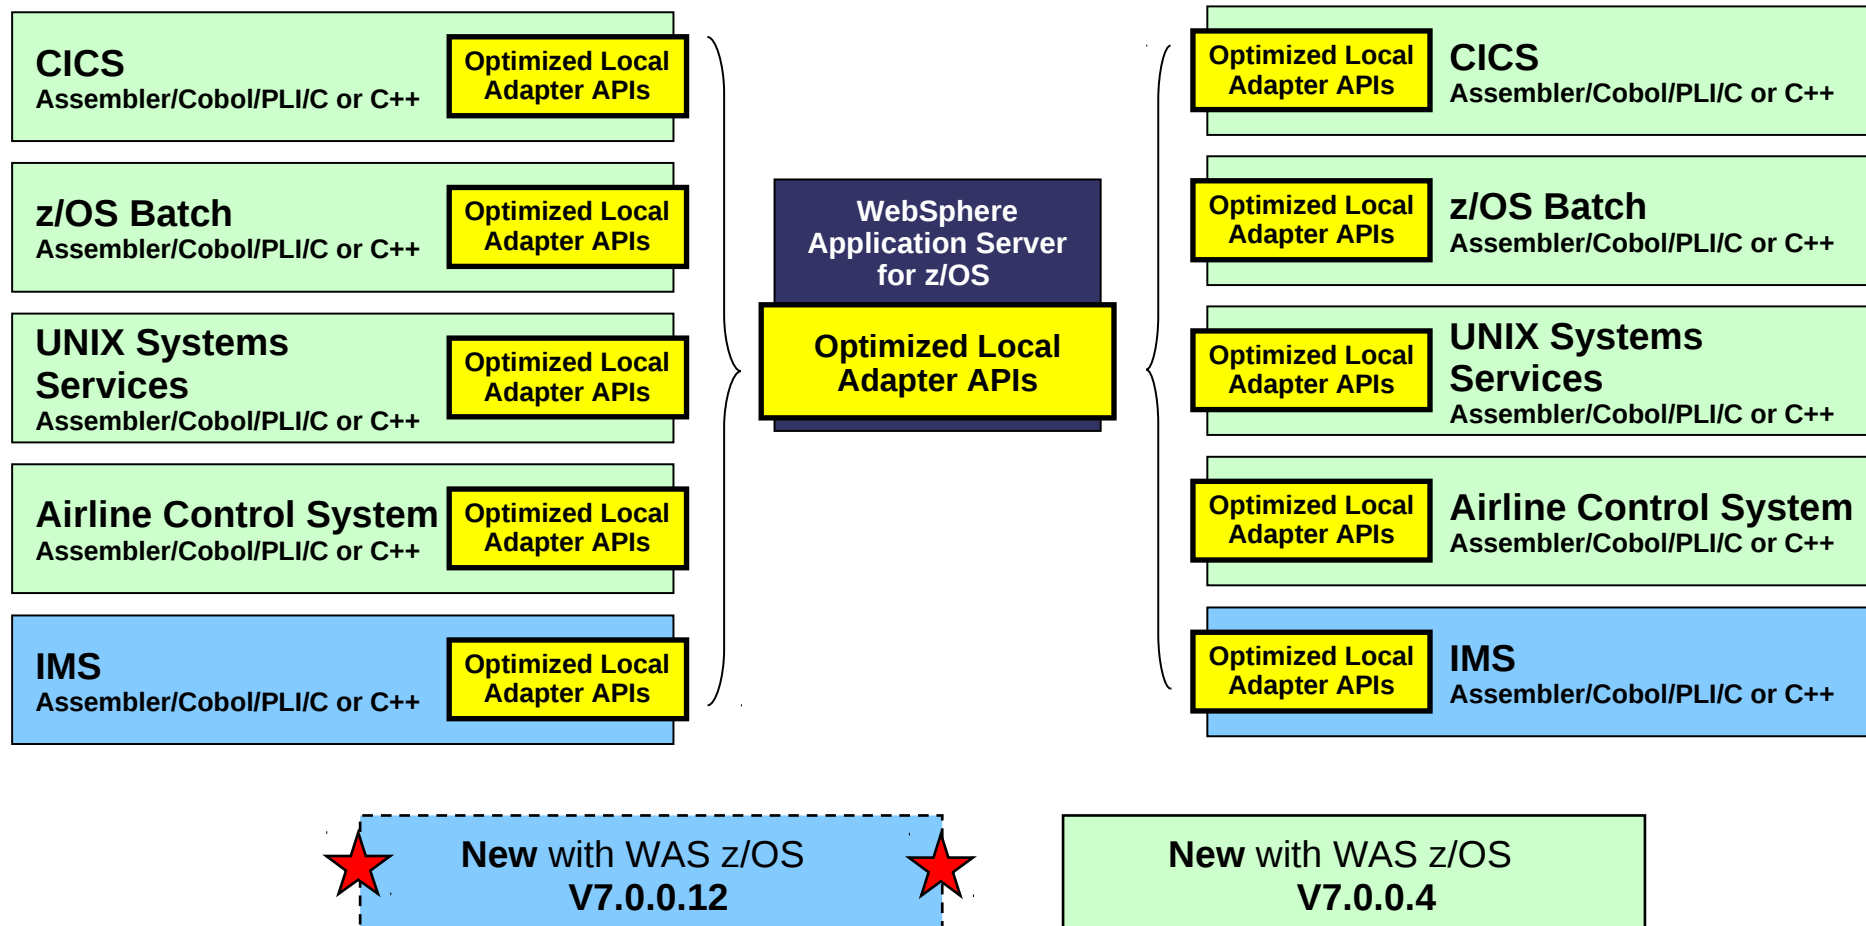 CICS
Assembler/Cobol/PLI/C or C++
Optimized Local
Adapter APIs
z/OS Batch
Assembler/Cobol/PLI/C or C++
Optimized Local
Adapter APIs
UNIX Systems
Services
Assembler/Cobol/PLI/C or C++
Optimized Local
Adapter APIs
Airline Control System
Assembler/Cobol/PLI/C or C++
Optimized Local
Adapter APIs
IMS
Assembler/Cobol/PLI/C or C++
Optimized Local
Adapter APIs
WebSphere
Application Server
for z/OS
Optimized Local
Adapter APIs
Optimized Local
Adapter APIs
CICS
Assembler/Cobol/PLI/C or C++
Optimized Local
Adapter APIs
z/OS Batch
Assembler/Cobol/PLI/C or C++
Optimized Local
Adapter APIs
UNIX Systems
Services
Assembler/Cobol/PLI/C or C++
Optimized Local
Adapter APIs
Airline Control System
Assembler/Cobol/PLI/C or C++
Optimized Local
Adapter APIs
IMS
Assembler/Cobol/PLI/C or C++
New with WAS z/OS
V7.0.0.12
New with WAS z/OS
V7.0.0.4